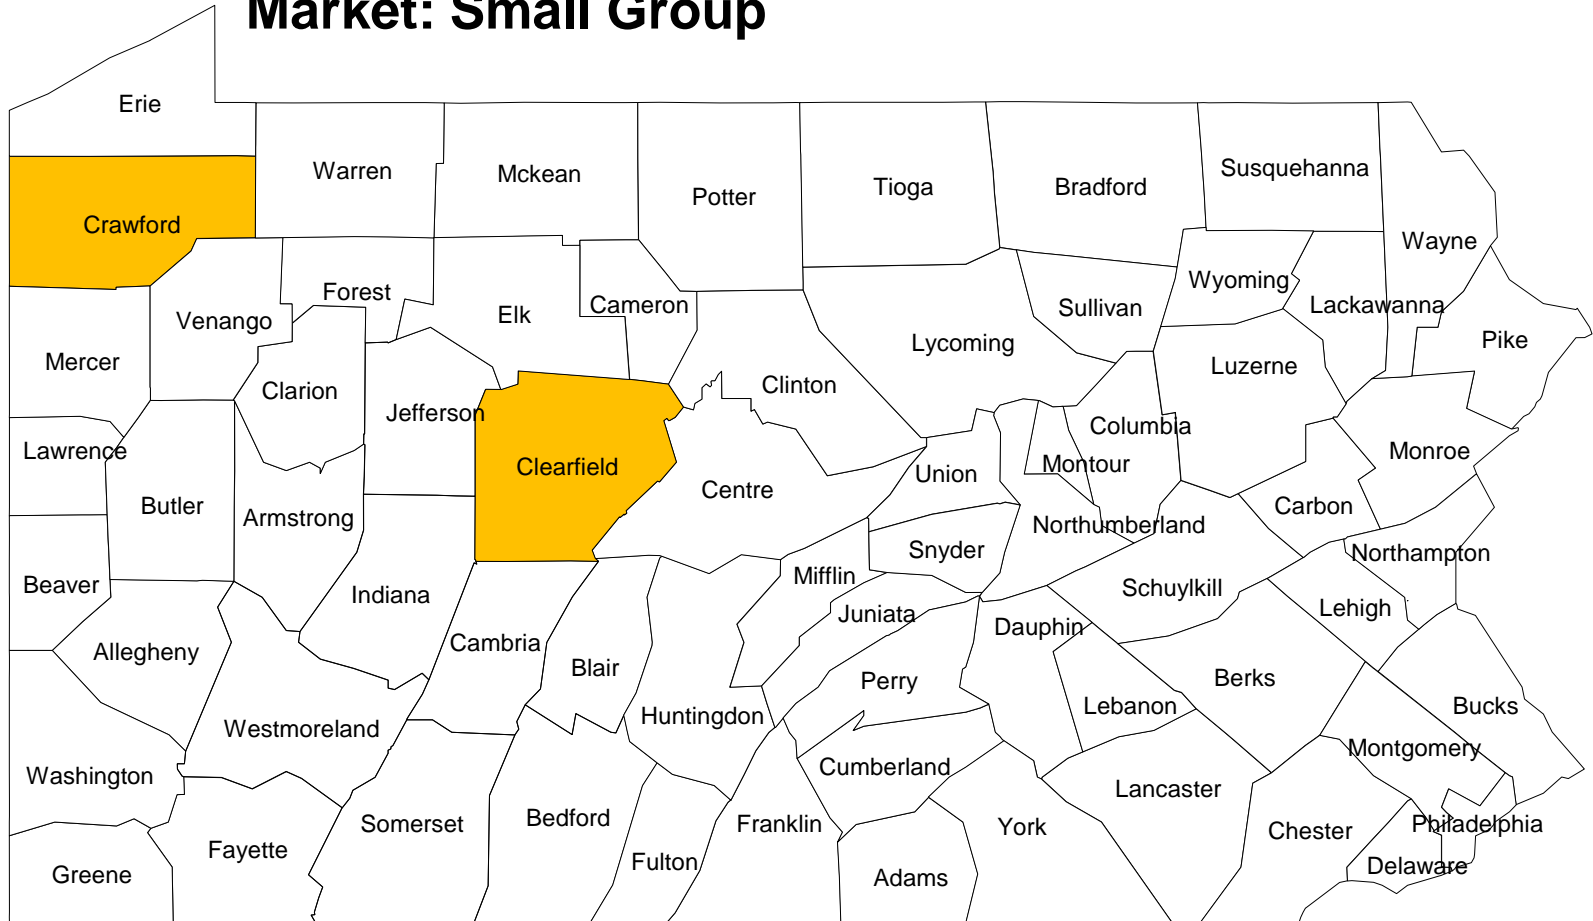 Market: Small Group
Erie
Warren
Mckean
Potter
Tioga
Bradford
Susquehanna
Wayne
Crawford
Forest
Elk
Cameron
Wyoming
Sullivan
Lackawanna
Pike
Venango
Mercer
Clarion
Jefferson
Clinton
Lycoming
Luzerne
Columbia
Montour
Monroe
Lawrence
Butler
Armstrong
Clearfield
Centre
Union
Snyder
Northumberland
Carbon
Northampton
Beaver
Indiana
Mifflin
Juniata
Schuylkill
Lehigh
Allegheny
Cambria
Blair
Dauphin
Perry
Lebanon
Berks
Bucks
Westmoreland
Huntingdon
Montgomery
Washington
Cumberland
Lancaster
Somerset
Bedford
Franklin
York
Chester
Philadelphia
Greene
Fayette
Fulton
Adams
Delaware